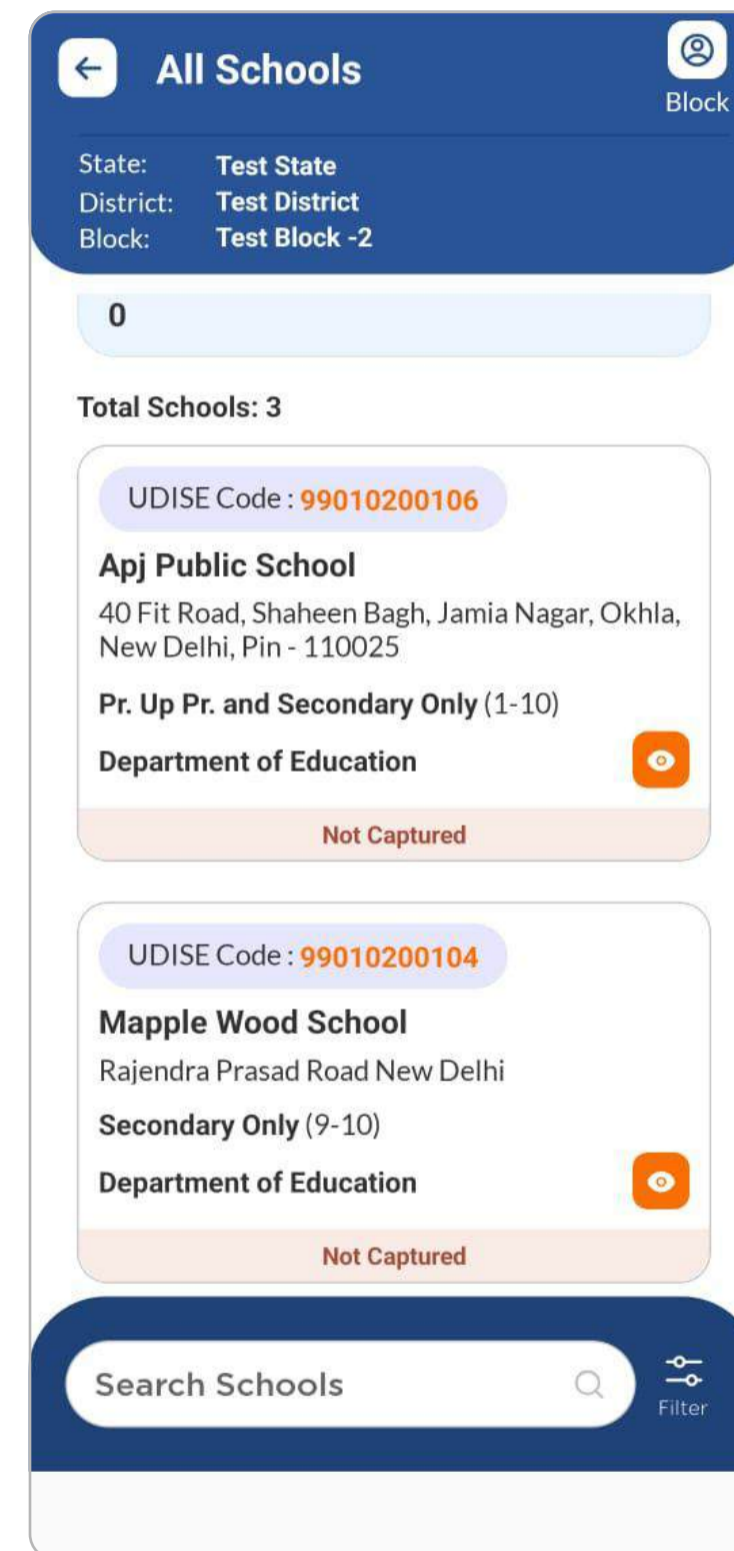 All Schools
Block
State: Test State
District: Test District
Block: Test Block -2
0
Total Schools: 3
UDISE Code : 99010200106
Apj Public School
40 Fit Road, Shaheen Bagh, Jamia Nagar, Okhla,
New Delhi, Pin - 110025
Pr. Up Pr. and Secondary Only (1-10)
Department of Education
Not Captured
UDISE Code : 99010200104
Mapple Wood School
Rajendra Prasad Road New Delhi
Secondary Only (9-10)
Department of Education
Not Captured
Search Schools
Filter